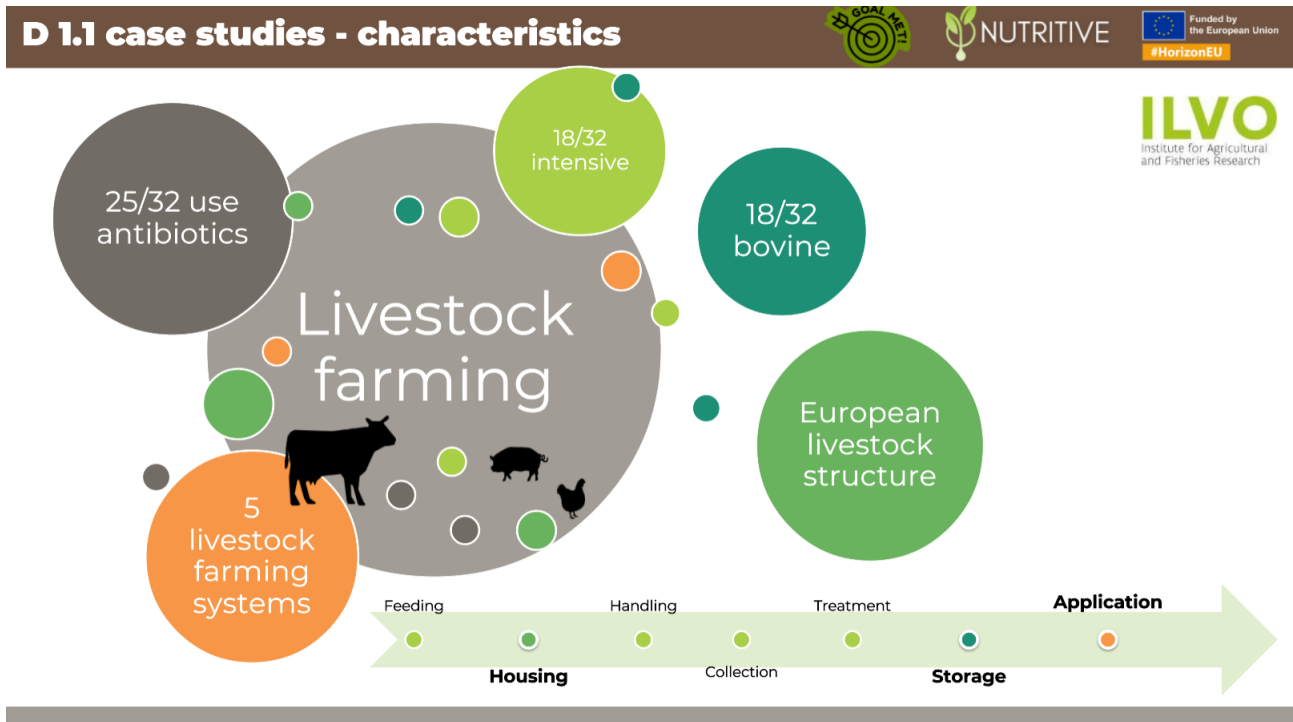 D 1.1 case studies - characteristics
GOAL MET!
NUTRITIVE
Funded by
the European Union
#HorizonEU
ILVO
Institute for Agricultural
and Fisheries Research
25/32 use
antibiotics
18/32
intensive
18/32
bovine
Livestock
farming
European
livestock
structure
5
livestock
farming
systems
Feeding
Housing
Handling
Collection
Treatment
Storage
Application